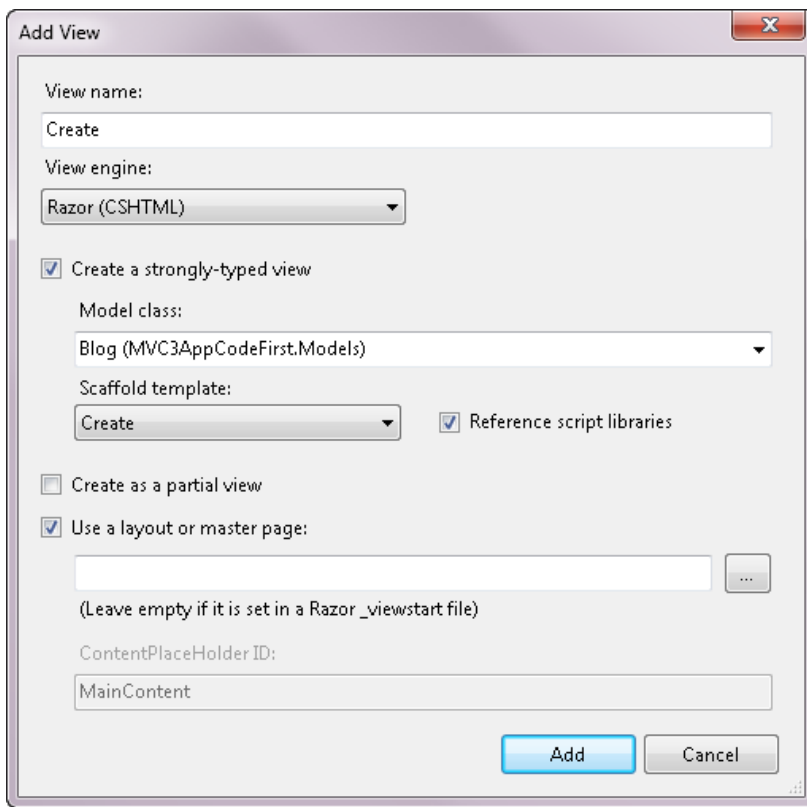 Add View
View name:
Create
View engine:
Razor (CSHTML)
Create a strongly-typed view
Model class:
Blog (MVC3AppCodeFirst.Models)
Scaffold template:
Create
Reference script libraries
Create as a partial view
Use a layout or master page:
...
(Leave empty if it is set in a Razor _viewstart file)
ContentPlaceHolder ID:
MainContent
Add
Cancel